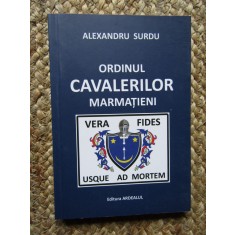 ALEXANDRU SURDU
ORDINUL
CAVALERILOR
MARMAȚIENI
VERA FIDES
USQUE AD MORTEM
Editura ARDEALUL